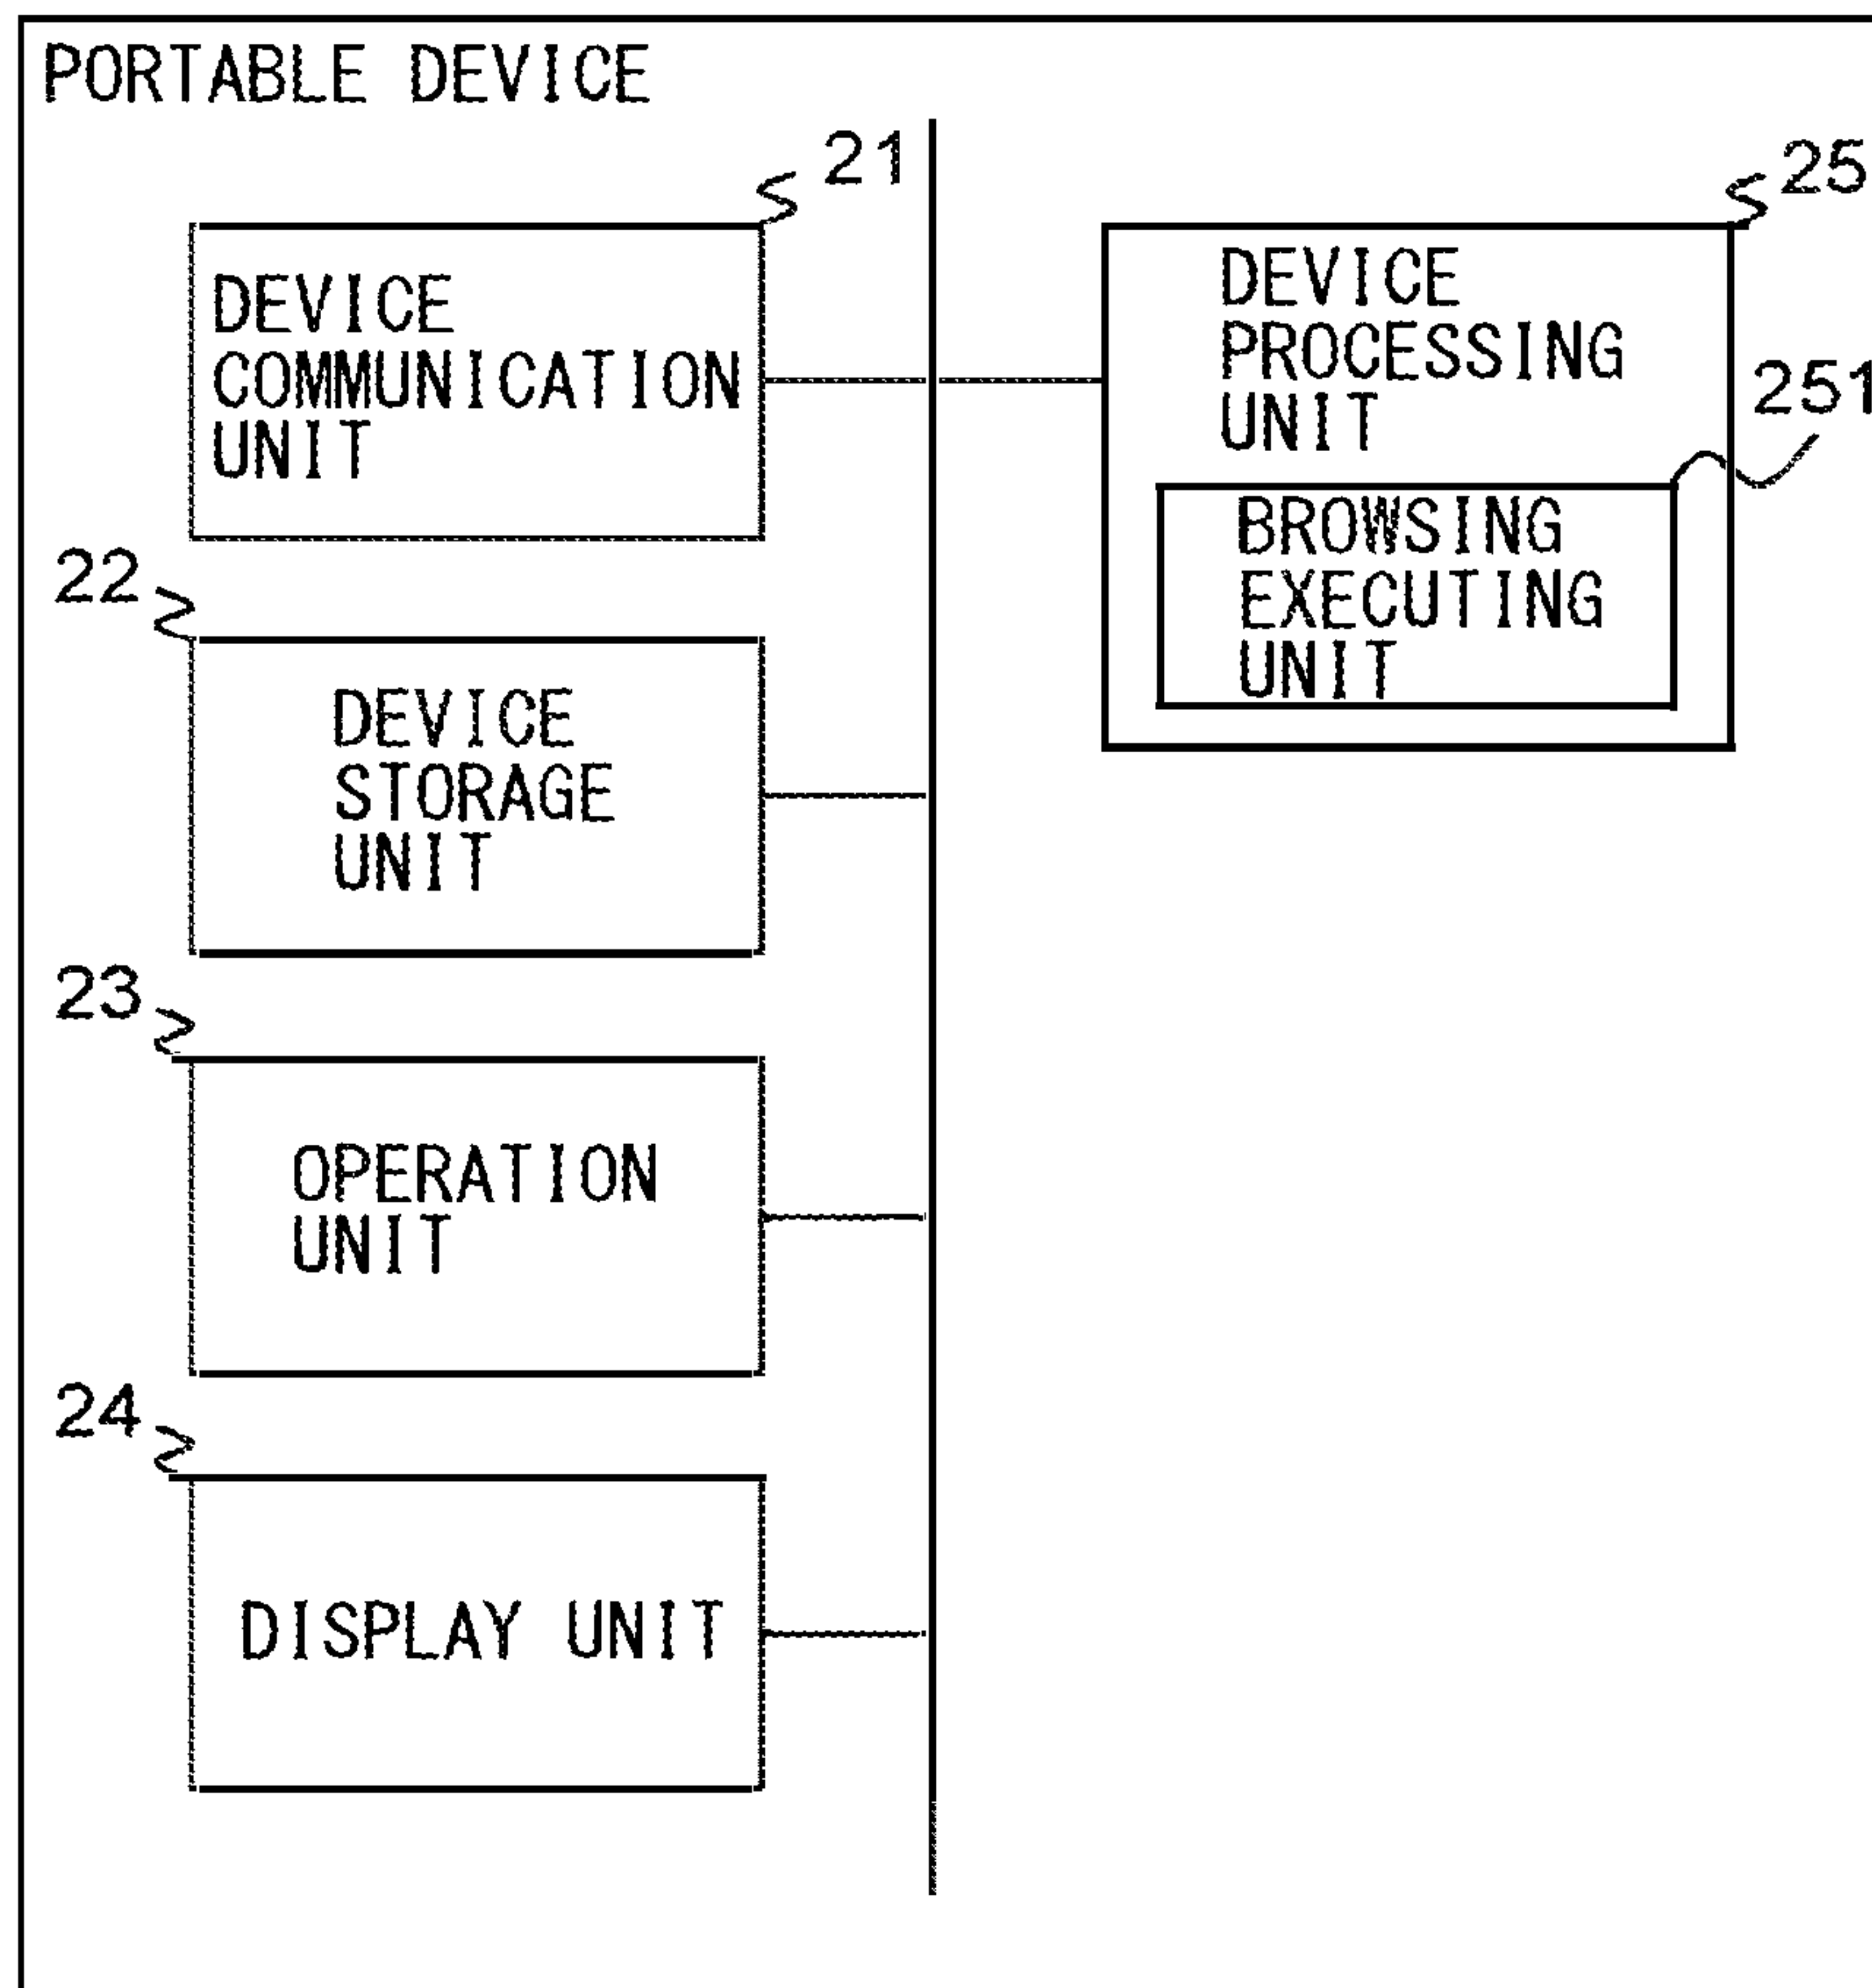 PORTABLE DEVICE
21
DEVICE
COMMUNICATION
UNIT
22
DEVICE
STORAGE
UNIT
23
OPERATION
UNIT
24
DISPLAY UNIT
25
DEVICE
PROCESSING
UNIT
251
BROWSING
EXECUTING
UNIT